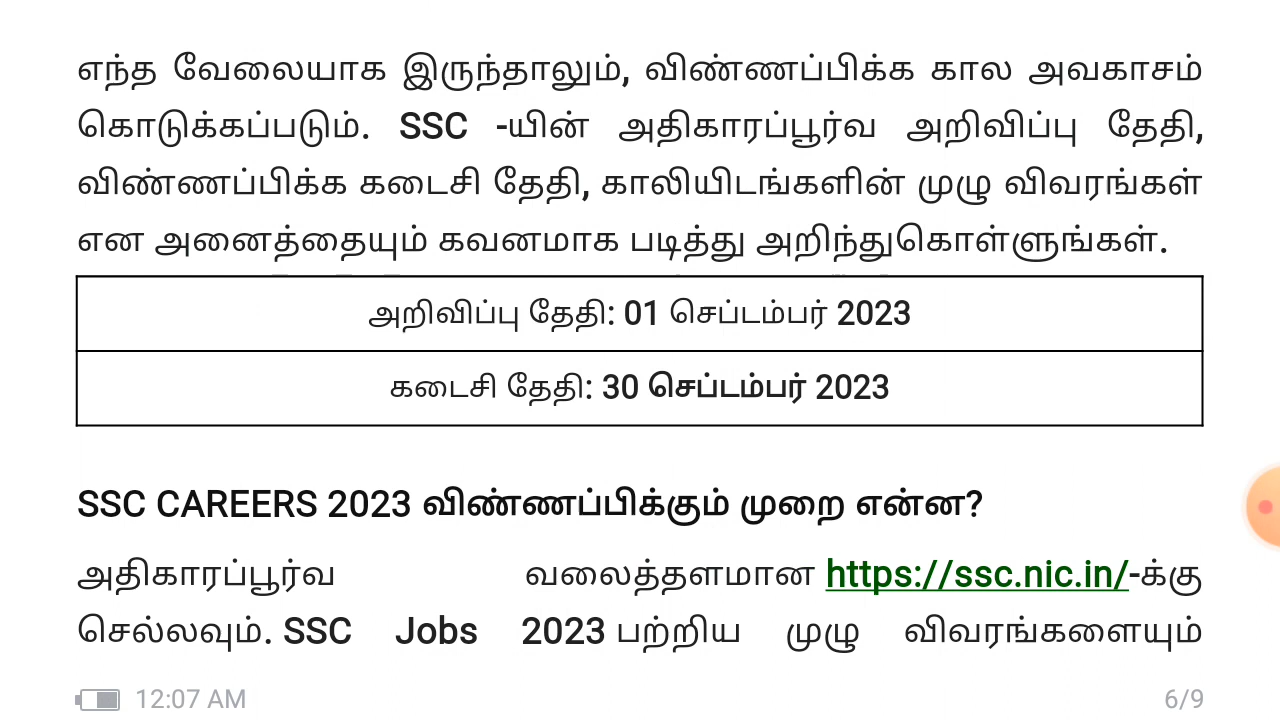 எந்த வேலையாக இருந்தாலும், விண்ணப்பிக்க கால அவகாசம்
கொடுக்கப்படும். SSC -யின் அதிகாரப்பூர்வ அறிவிப்பு தேதி,
விண்ணப்பிக்க கடைசி தேதி, காலியிடங்களின் முழு விவரங்கள்
என அனைத்தையும் கவனமாக படித்து அறிந்துகொள்ளுங்கள்.
அறிவிப்பு தேதி: 01 செப்டம்பர் 2023
கடைசி தேதி: 30 செப்டம்பர் 2023
SSC CAREERS 2023 விண்ணப்பிக்கும் முறை என்ன?
அதிகாரப்பூர்வ வலைத்தளமான https://ssc.nic.in/-க்கு
செல்லவும். SSC Jobs 2023 பற்றிய முழு விவரங்களையும்
12:07 AM 6/9